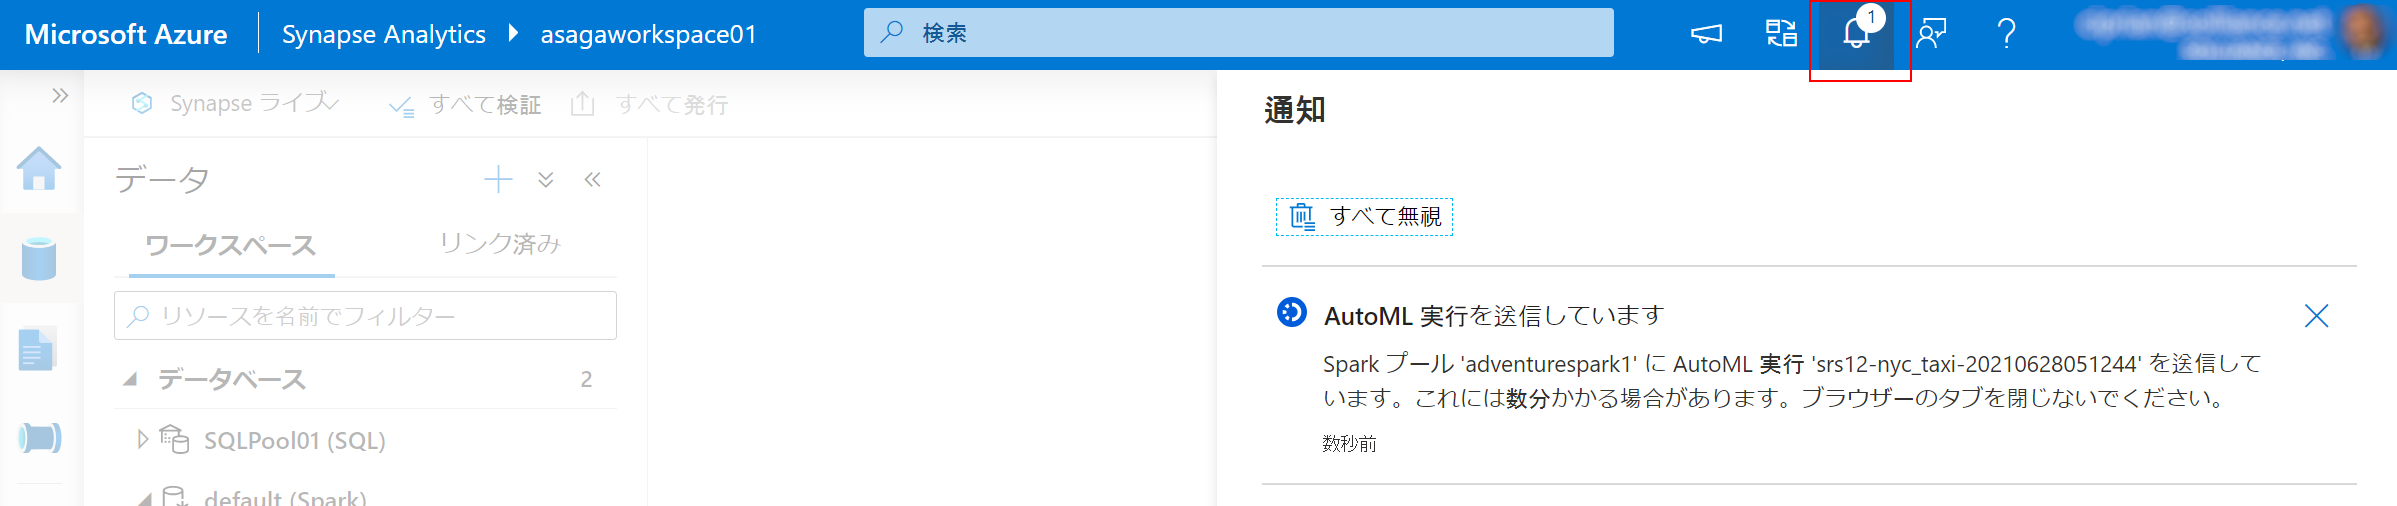 Microsoft Azure
Synapse Analytics
asagaworkspace01
検索
1
Synapse ライブ
すべて検証
すべて発行
データ
ワークスペース
リンク済み
リソースを名前でフィルター
データベース
2
SQLPool01 (SQL)
default (Spark)
通知
すべて無視
AutoML 実行を送信しています
Spark プール 'adventurespark1' に AutoML 実行 'srs12-nyc_taxi-20210628051244' を送信して
います。これには数分かかる場合があります。ブラウザーのタブを閉じないでください。
数秒前